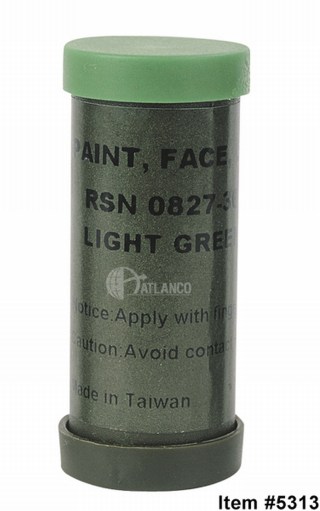 PAINT, FACE,
RSN 0827-3
LIGHT GREE
ATLANCO
otice:Apply with fing
aution:Avoid contac
ade in Taiwan
Item #5313